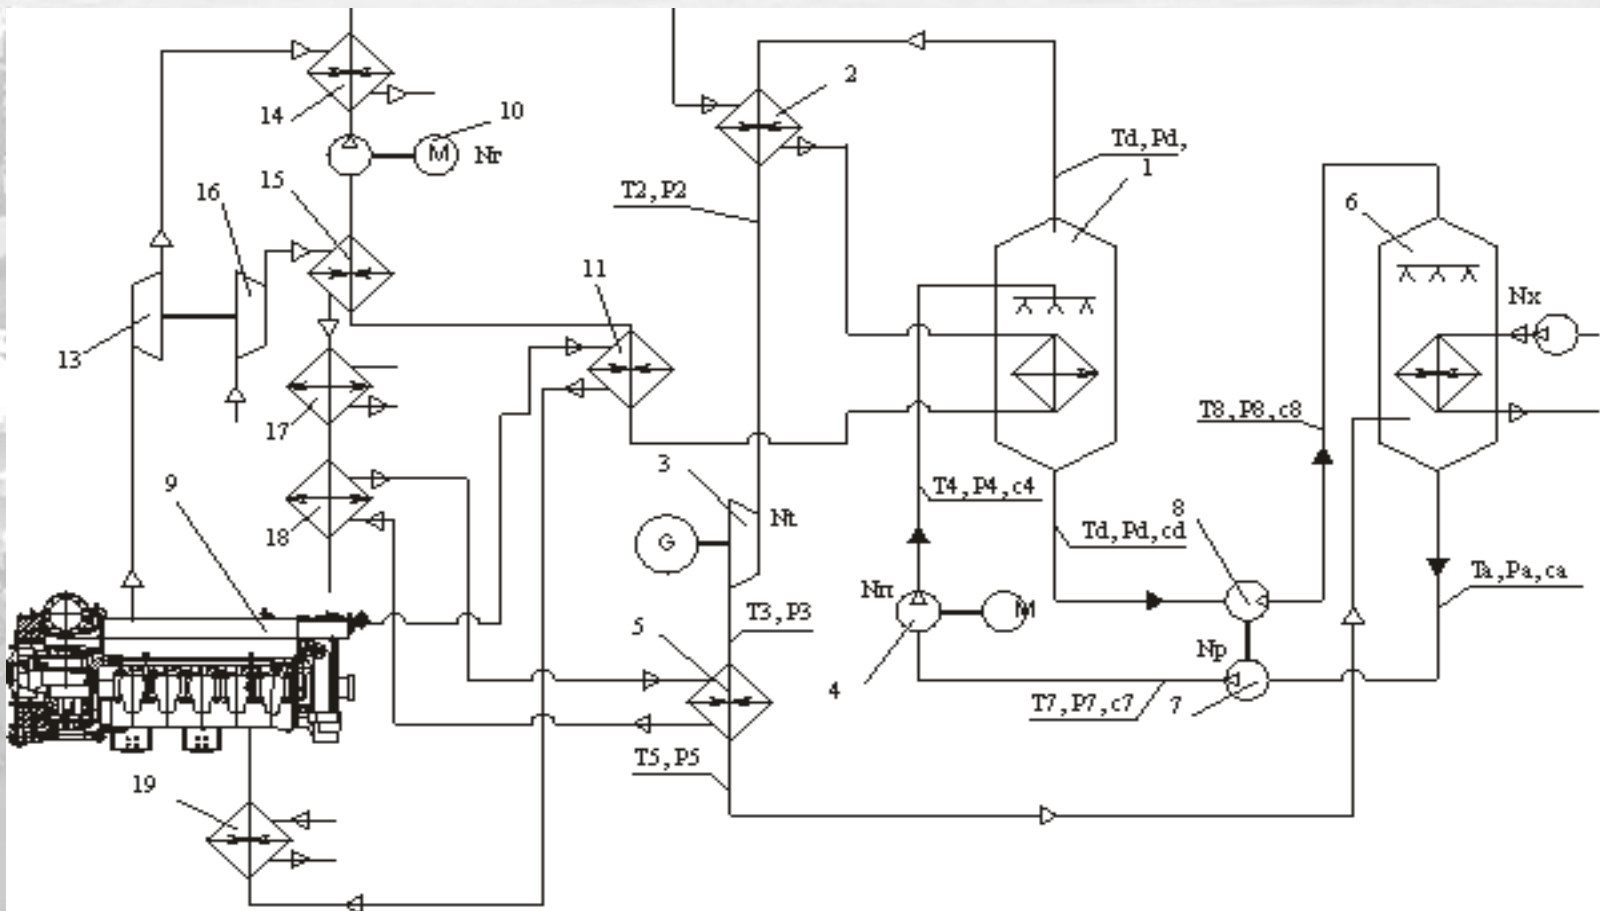 2
10
14
M
Nr
Td, Pd,
1
15
16
T2, P2
6
11
Nx
13
T8, P8, c8
17
3
9
T4, P4, c4
Nt
8
18
G
Td, Pd, cd
Ta, Pa, ca
Nп
M
T3, P3
5
Np
4
T7, P7, c7
7
T5, P5
19